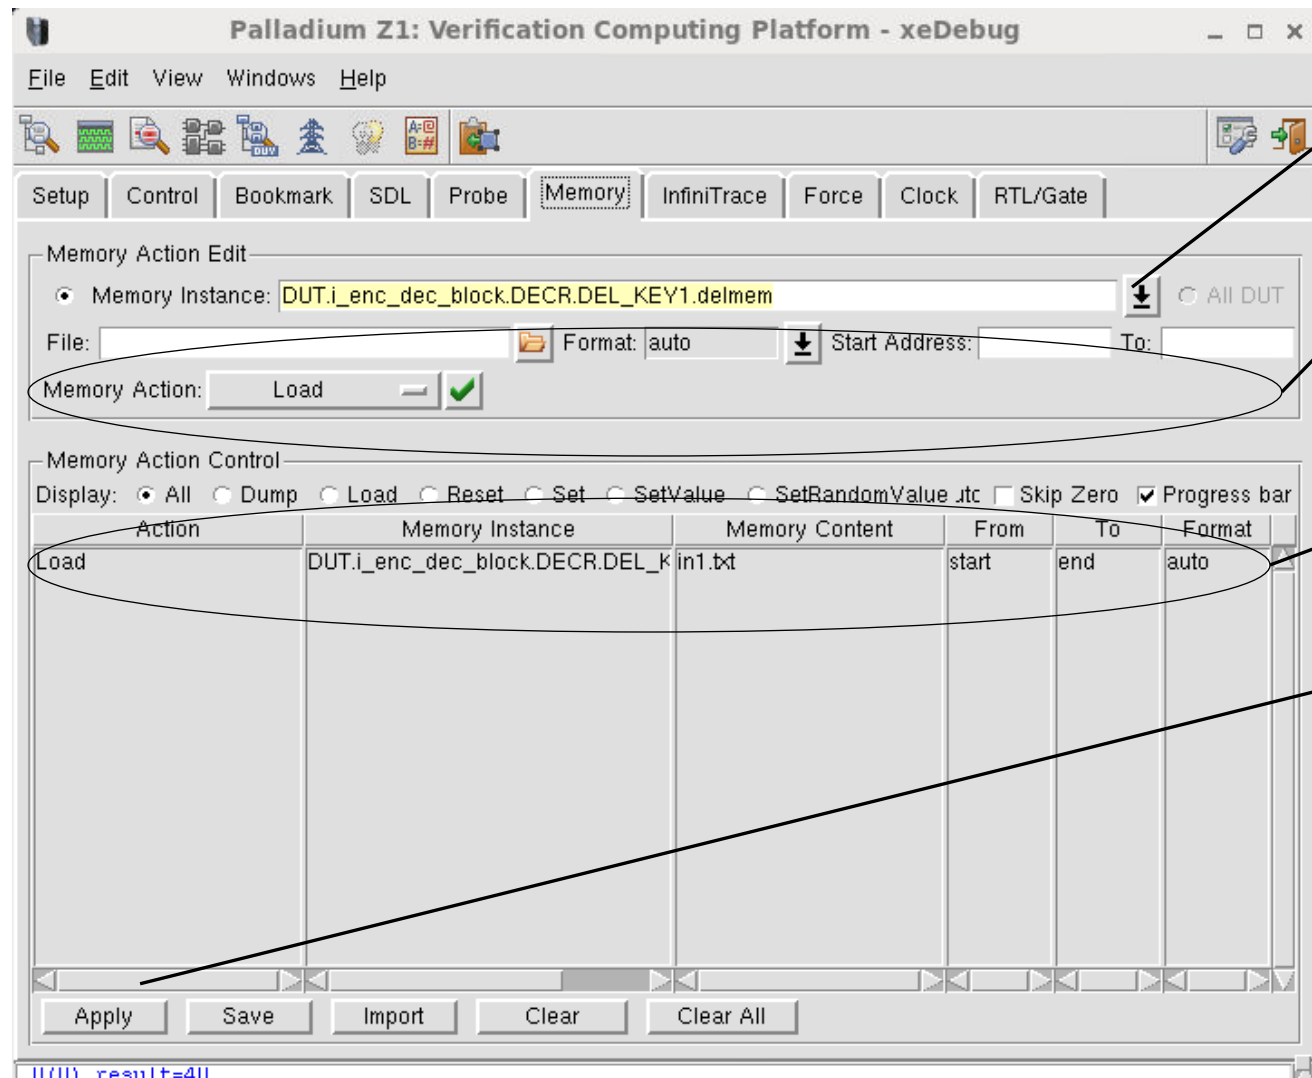 Palladium Z1: Verification Computing Platform - xeDebug
File Edit View Windows Help
Setup Control Bookmark SDL Probe Memory InfiniTrace Force Clock RTL/Gate
Memory Action Edit
Memory Instance: DUT.i_enc_dec_block.DECR.DEL_KEY1.delmem All DUT
File: Format: auto Start Address: To:
Memory Action: Load
Memory Action Control
Display: All Dump Load Reset Set SetValue SetRandomValue Skip Zero Progress bar
Action Memory Instance Memory Content From To Format
Load DUT.i_enc_dec_block.DECR.DEL_K in1.txt start end auto
Apply Save Import Clear Clear All
result=40